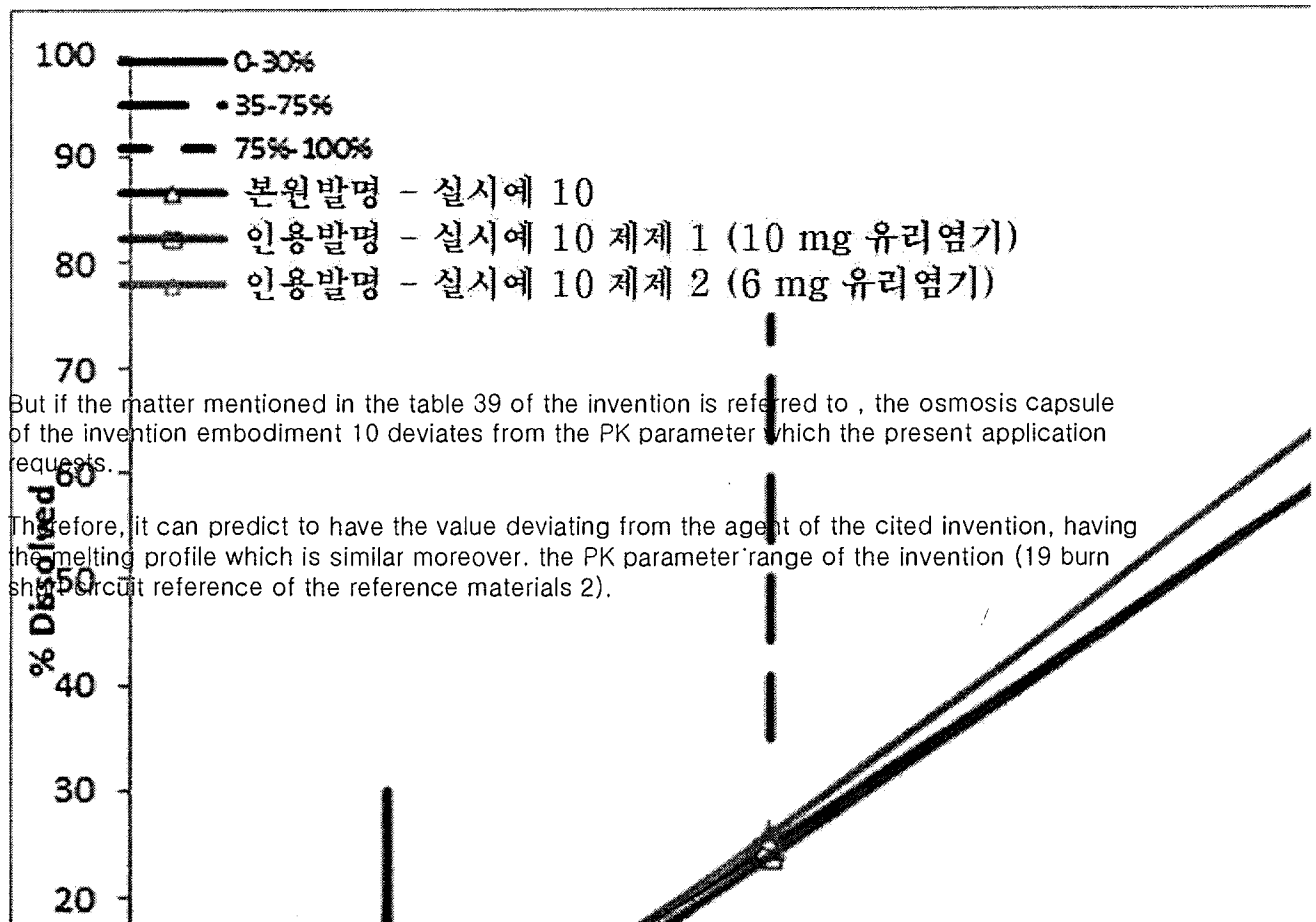 100
0-30%
35-75%
90
75%-100%
본원발명 - 실시예 10
인용발명 - 실시예 10 제제 1 (10 mg 유리염기)
80
인용발명 - 실시예 10 제제 2 (6 mg 유리염기)
70
But if the matter mentioned in the table 39 of the invention is referred to , the osmosis capsule
of the invention embodiment 10 deviates from the PK parameter which the present application
requests.
60
Therefore, it can predict to have the value deviating from the agent of the cited invention, having
the melting profile which is similar moreover. the PK parameter range of the invention (19 burn
short circuit reference of the reference materials 2).
50
% Dissolved
40
30
20